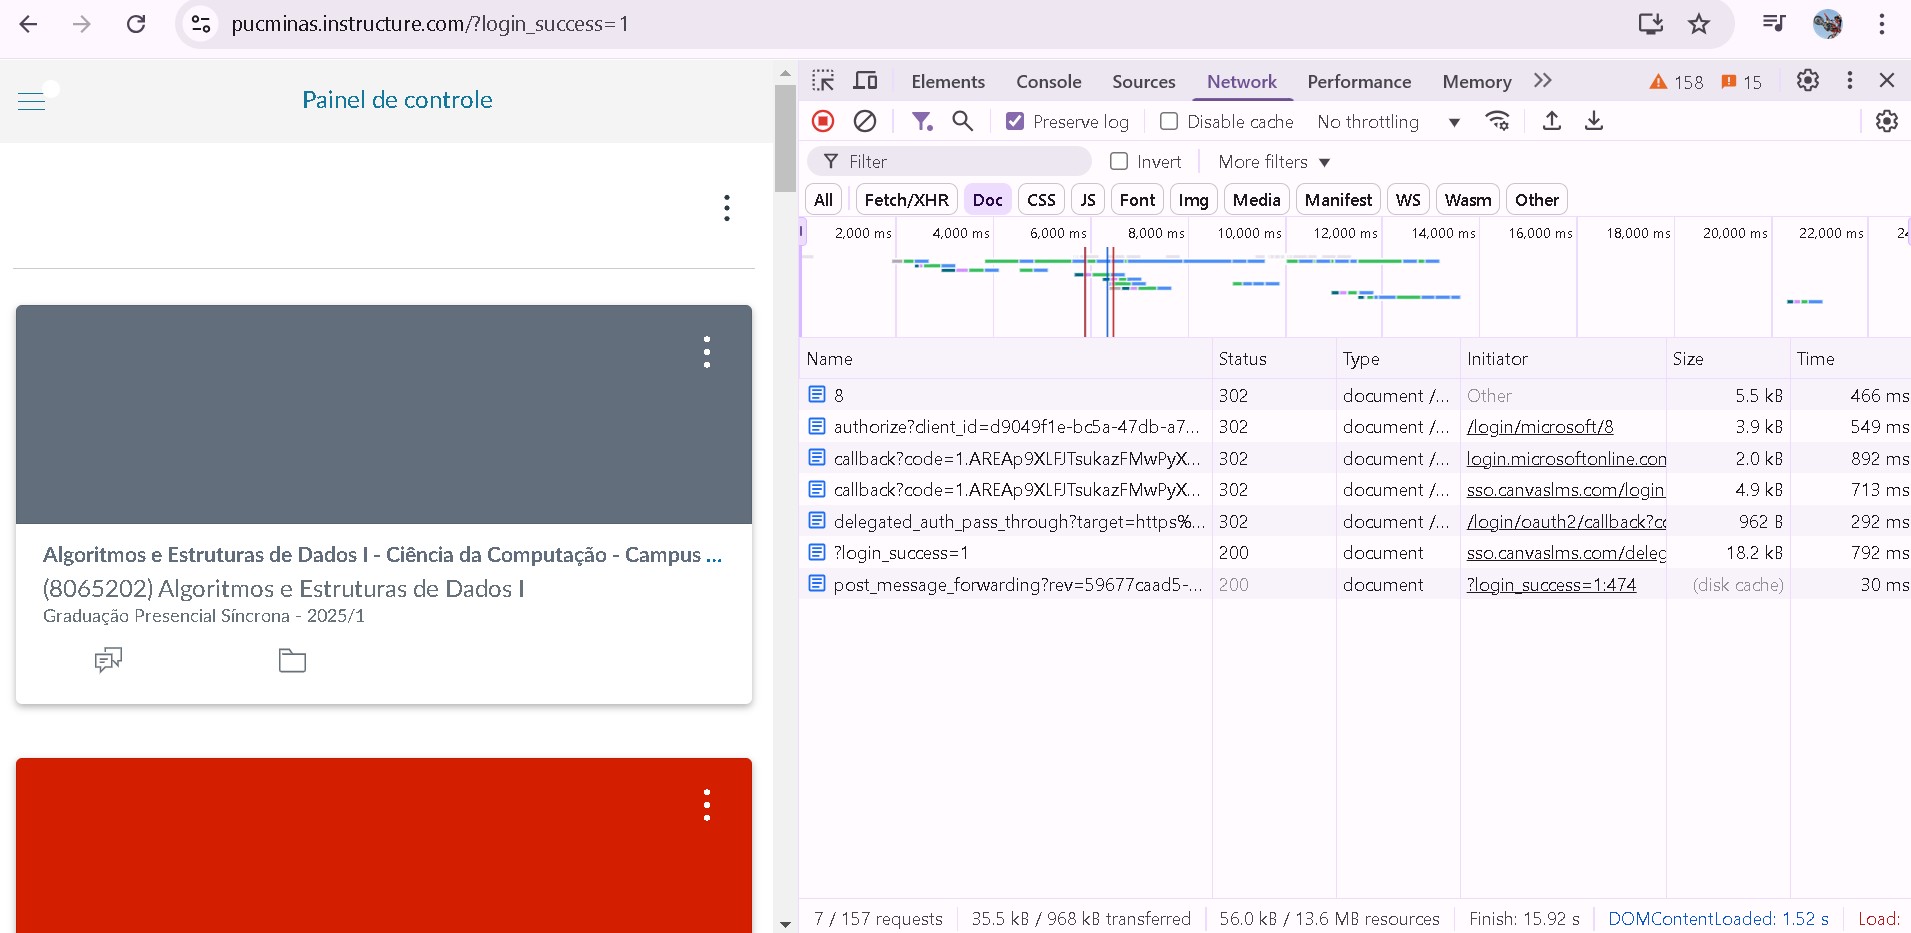 pucminas.instructure.com/?login_success=1
Painel de controle
Algoritmos e Estruturas de Dados I - Ciência da Computação - Campus ...
(8065202) Algoritmos e Estruturas de Dados I
Graduação Presencial Síncrona - 2025/1
Elements Console Sources Network Performance Memory 158 15
Preserve log Disable cache No throttling
Filter Invert More filters
All Fetch/XHR Doc CSS JS Font Img Media Manifest WS Wasm Other
2,000 ms 4,000 ms 6,000 ms 8,000 ms 10,000 ms 12,000 ms 14,000 ms 16,000 ms 18,000 ms 20,000 ms 22,000 ms
Name Status Type Initiator Size Time
8 302 document /... Other 5.5 kB 466 ms
authorize?client_id=d9049f1e-bc5a-47db-a7... 302 document /... /login/microsoft/8 3.9 kB 549 ms
callback?code=1.AREAp9XLFJTsukazFMwPyX... 302 document /... login.microsoftonline.com 2.0 kB 892 ms
callback?code=1.AREAp9XLFJTsukazFMwPyX... 302 document /... sso.canvaslms.com/login 4.9 kB 713 ms
delegated_auth_pass_through?target=https%... 302 document /... /login/oauth2/callback?co 962 B 292 ms
?login_success=1 200 document sso.canvaslms.com/deleg 18.2 kB 792 ms
post_message_forwarding?rev=59677caad5-... 200 document ?login_success=1:474 (disk cache) 30 ms
7 / 157 requests 35.5 kB / 968 kB transferred 56.0 kB / 13.6 MB resources Finish: 15.92 s DOMContentLoaded: 1.52 s Load: